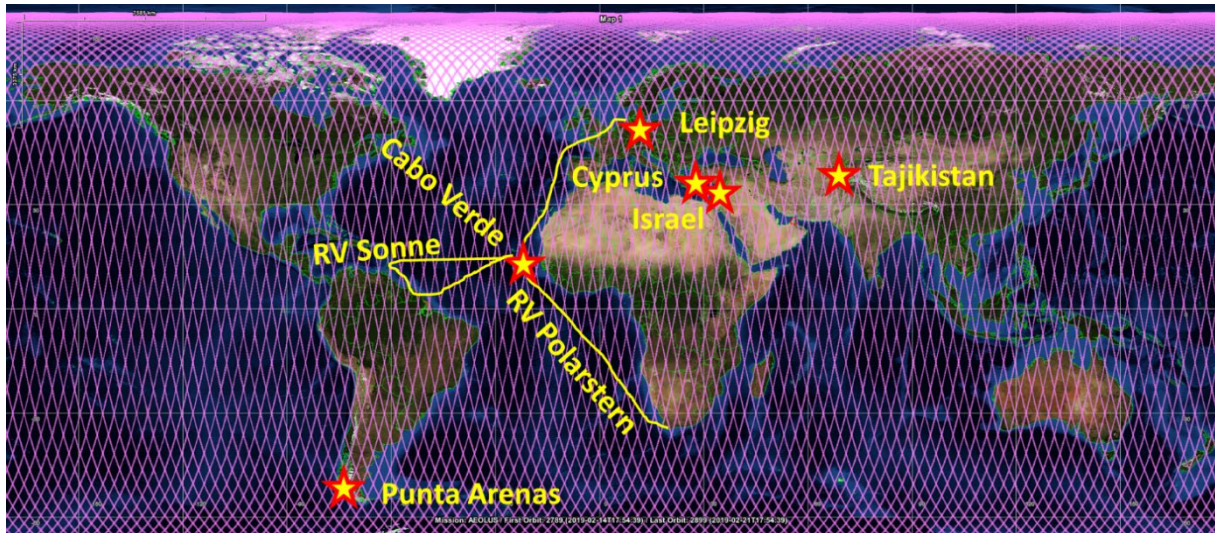 Map 1
Leipzig
Cabo Verde
Cyprus
Tajikistan
Israel
RV Sonne
RV Polarstern
Punta Arenas
Mission: AEOLUS / First Orbit: 2789 (2019-02-14T17:54:39) / Last Orbit: 2899 (2019-02-21T17:54:39)